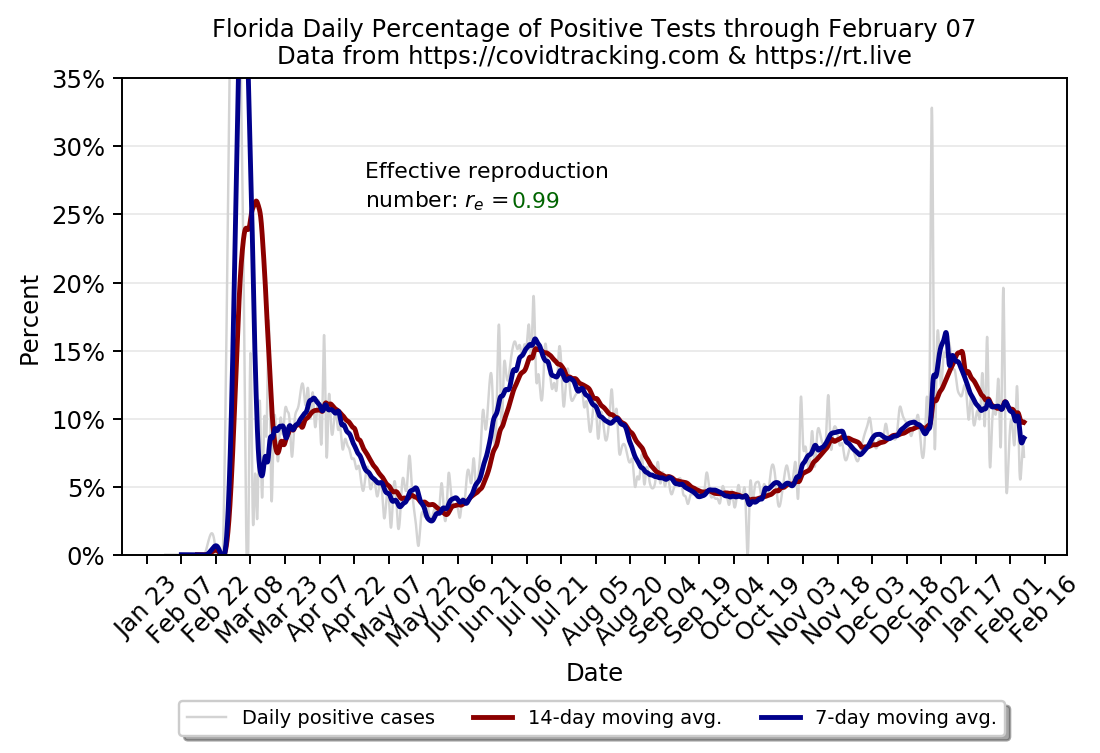 Florida Daily Percentage of Positive Tests through February 07
Data from https://covidtracking.com & https://rt.live
35%
30%
25%
20%
15%
10%
5%
0%
Percent
Effective reproduction
number: rₑ = 0.99
Jan 23
Feb 07
Feb 22
Mar 08
Mar 23
Apr 07
Apr 22
May 07
May 22
Jun 06
Jun 21
Jul 06
Jul 21
Aug 05
Aug 20
Sep 04
Sep 19
Oct 04
Oct 19
Nov 03
Nov 18
Dec 03
Dec 18
Jan 02
Jan 17
Feb 01
Feb 16
Date
Daily positive cases 14-day moving avg. 7-day moving avg.